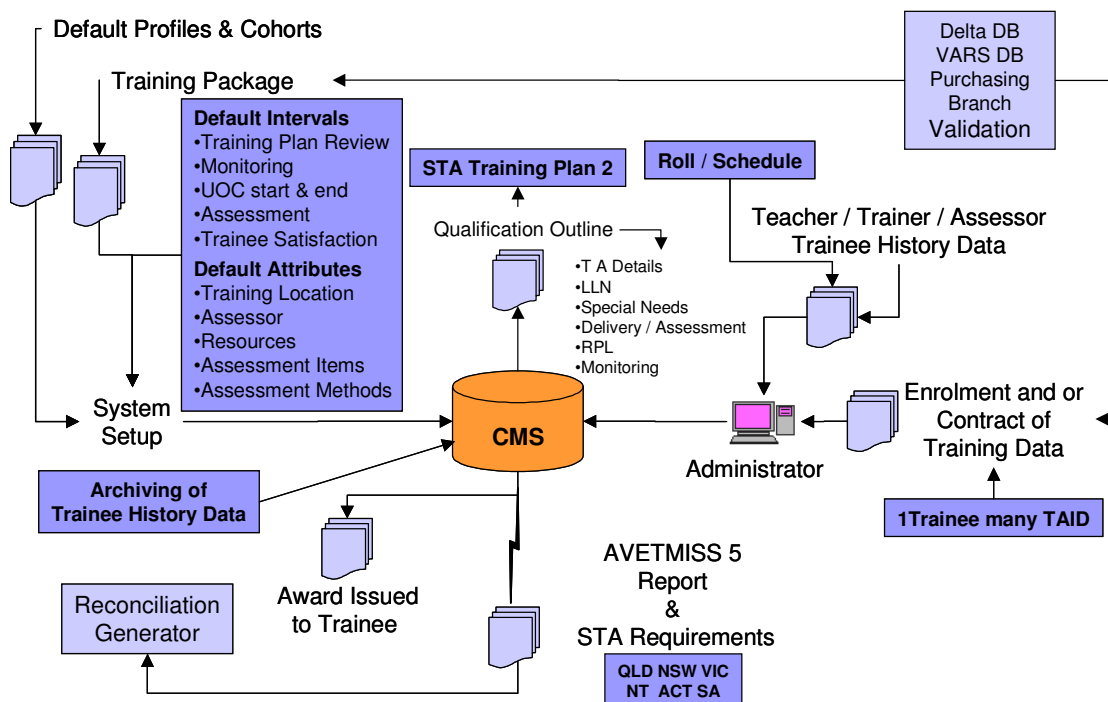 Default Profiles & Cohorts
Training Package
Default Intervals
•Training Plan Review
•Monitoring
•UOC start & end
•Assessment
•Trainee Satisfaction
Default Attributes
•Training Location
•Assessor
•Resources
•Assessment Items
•Assessment Methods
System
Setup
Archiving of
Trainee History Data
Reconciliation
Generator
STA Training Plan 2
Qualification Outline
•T A Details
•LLN
•Special Needs
•Delivery / Assessment
•RPL
•Monitoring
CMS
Award Issued
to Trainee
AVETMISS 5
Report
&
STA Requirements
QLD NSW VIC
NT ACT SA
Roll / Schedule
Teacher / Trainer / Assessor
Trainee History Data
Administrator
Delta DB
VARS DB
Purchasing
Branch
Validation
Enrolment and or
Contract of
Training Data
1Trainee many TAID